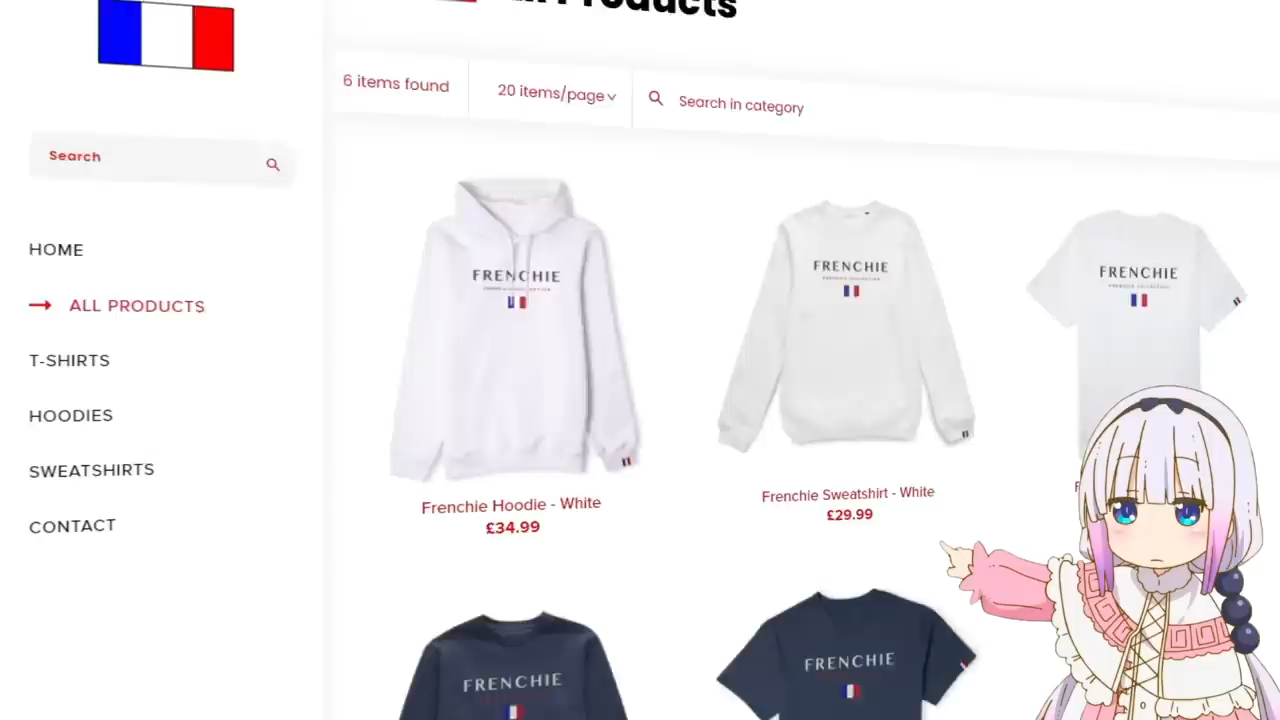 Products
6 items found
20 items/page
Search in category
Search
HOME
ALL PRODUCTS
T-SHIRTS
HOODIES
SWEATSHIRTS
CONTACT
FRENCHIE
FRENCHIE
FRENCHIE
Frenchie Hoodie - White
£34.99
Frenchie Sweatshirt - White
£29.99
FRENCHIE
FRENCHIE